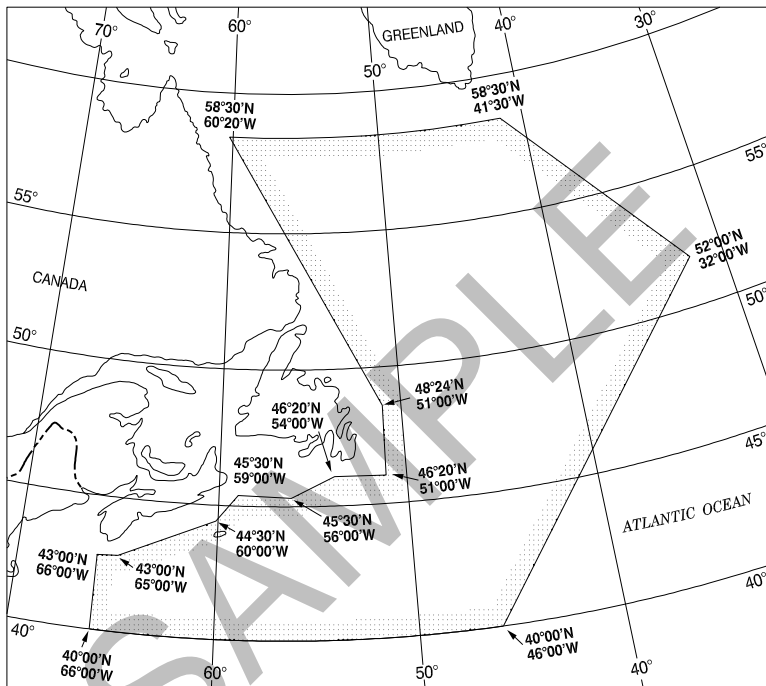 70°
60°
GREENLAND
40°
30°
50°
58°30'N
60°20'W
58°30'N
41°30'W
55°
55°
52°00'N
32°00'W
CANADA
50°
50°
48°24'N
51°00'W
46°20'N
54°00'W
45°
45°30'N
59°00'W
46°20'N
51°00'W
45°
45°30'N
56°00'W
ATLANTIC OCEAN
44°30'N
60°00'W
43°00'N
66°00'W
43°00'N
65°00'W
40°
40°
40°00'N
66°00'W
40°00'N
46°00'W
60°
50°
40°
SAMPLE